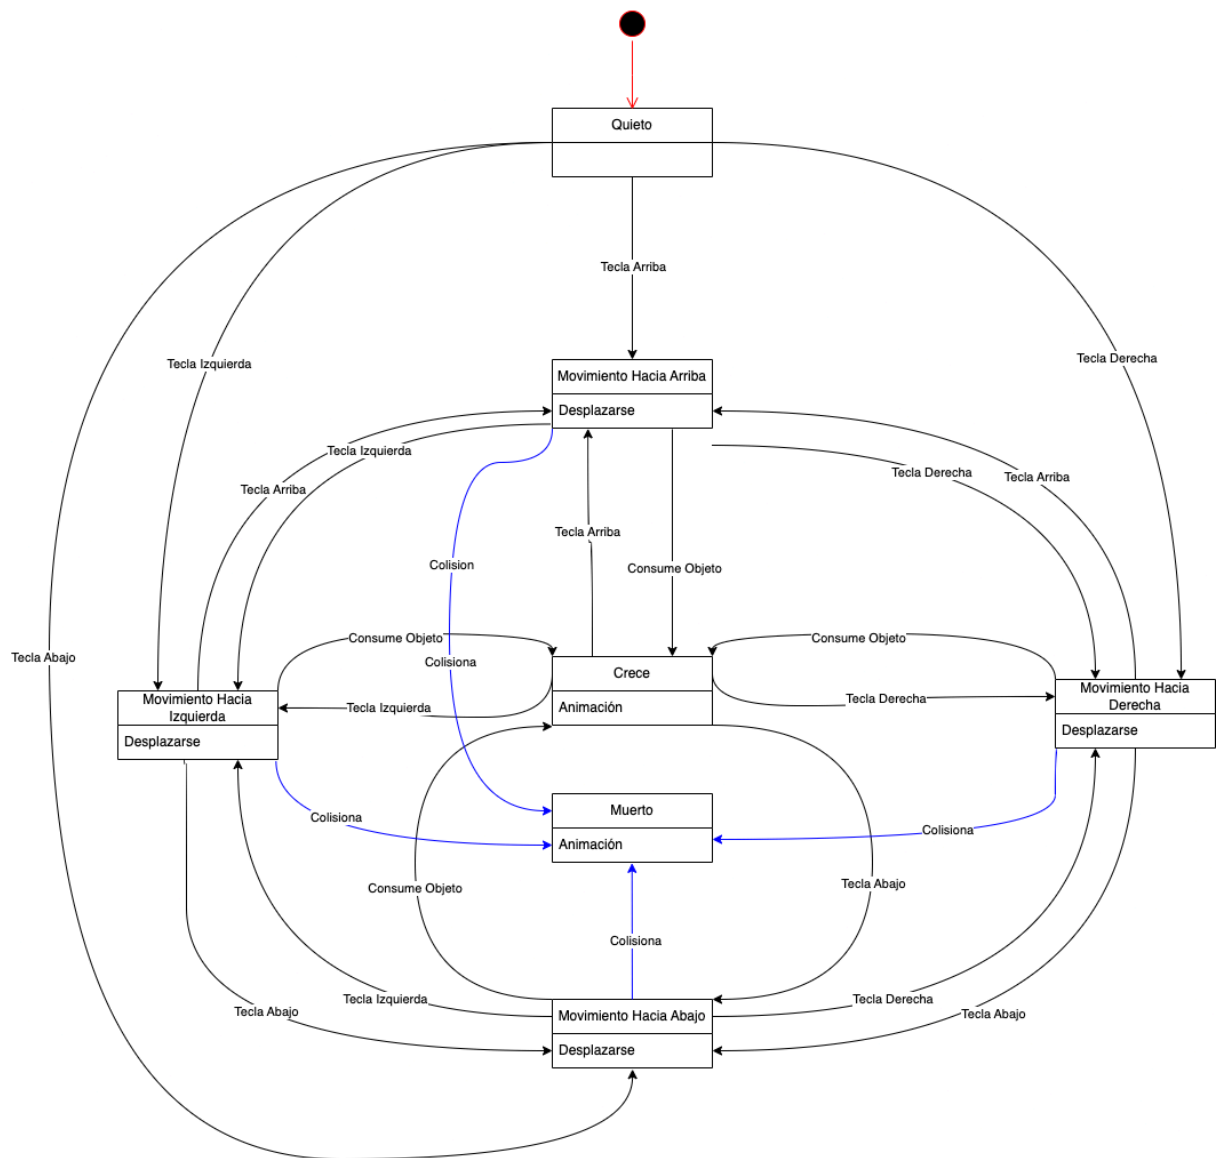 Quieto
Tecla Arriba
Tecla Izquierda
Tecla Derecha
Movimiento Hacia Arriba
Desplazarse
Tecla Izquierda
Tecla Derecha
Tecla Arriba
Tecla Arriba
Tecla Arriba
Colision
Consume Objeto
Consume Objeto
Consume Objeto
Tecla Abajo
Colisiona
Crece
Animación
Movimiento Hacia
Izquierda
Desplazarse
Tecla Izquierda
Tecla Derecha
Movimiento Hacia
Derecha
Desplazarse
Muerto
Animación
Colisiona
Colisiona
Consume Objeto
Tecla Abajo
Colisiona
Tecla Izquierda
Tecla Derecha
Tecla Abajo
Tecla Abajo
Movimiento Hacia Abajo
Desplazarse